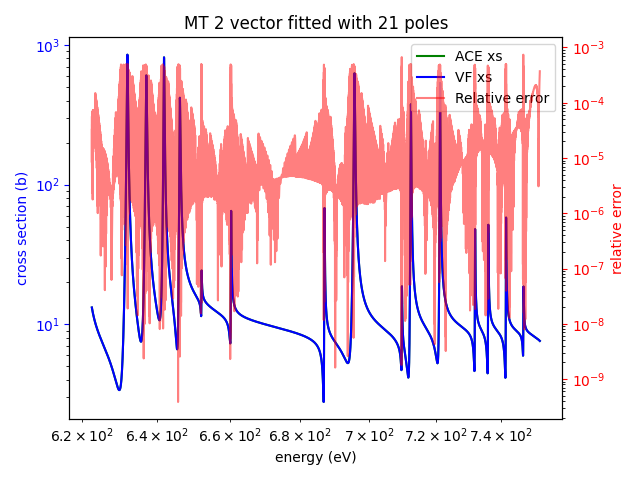 MT 2 vector fitted with 21 poles
ACE xs
VF xs
Relative error
10³
10²
10¹
cross section (b)
10⁻³
10⁻⁴
10⁻⁵
10⁻⁶
10⁻⁷
10⁻⁸
10⁻⁹
relative error
6.2 × 10² 6.4 × 10² 6.6 × 10² 6.8 × 10² 7 × 10² 7.2 × 10² 7.4 × 10²
energy (eV)